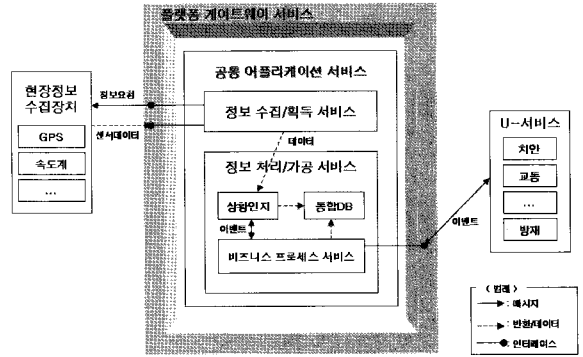 플랫폼 게이트웨이 서비스
공통 어플리케이션 서비스
현장정보
수집장치
GPS
속도계
...
정보요청
센서데이터
정보 수집/획득 서비스
데이터
정보 처리/가공 서비스
상황인지
통합DB
이벤트
비즈니스 프로세스 서비스
이벤트
U-서비스
치안
교통
...
방재
( 범례 )
: 메시지
: 반환/데이터
: 인터페이스